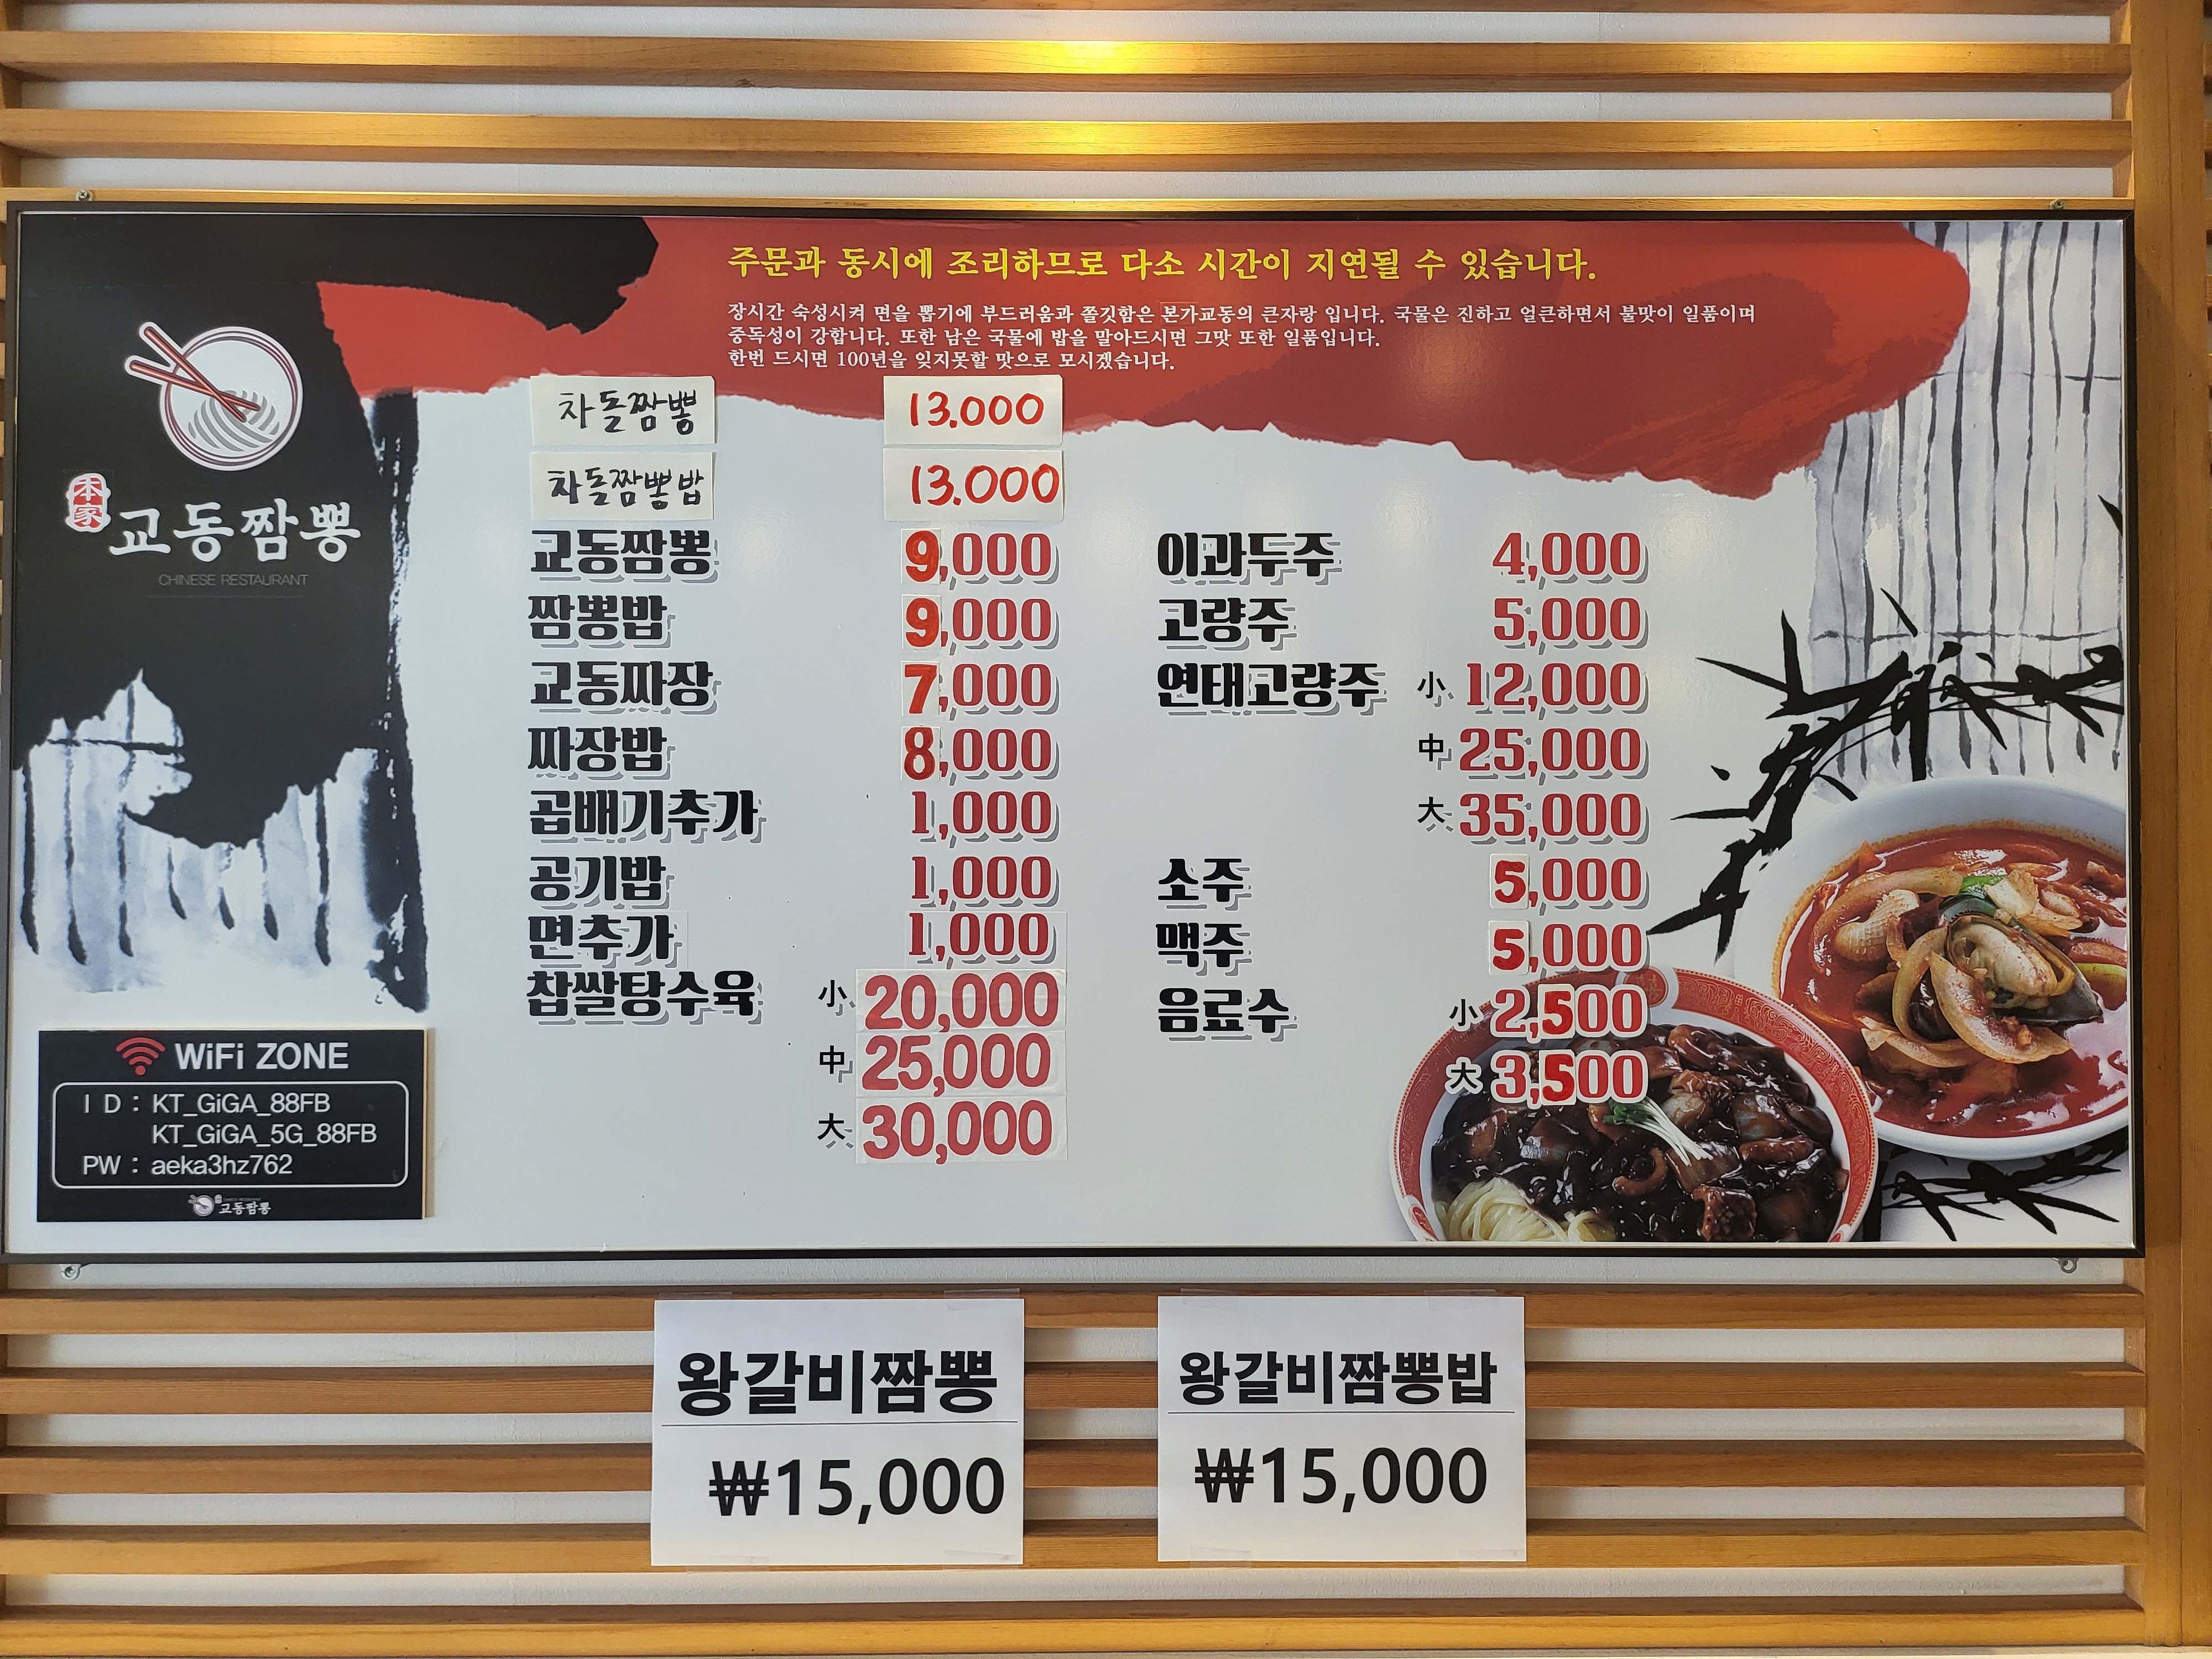 주문과 동시에 조리하므로 다소 시간이 지연될 수 있습니다.
장시간 숙성시켜 면을 뽑기에 부드러움과 쫄깃함은 본가교동의 큰자랑 입니다. 국물은 진하고 얼큰하면서 불맛이 일품이며
중독성이 강합니다. 또한 남은 국물에 밥을 말아드시면 그맛 또한 일품입니다.
한번 드시면 100년을 잊지못할 맛으로 모시겠습니다.
本家
교동짬뽕
CHINESE RESTAURANT
차돌짬뽕 13.000
차돌짬뽕밥 13.000
교동짬뽕 9,000
짬뽕밥 9,000
교동짜장 7,000
짜장밥 8,000
곱배기추가 1,000
공기밥 1,000
면추가 1,000
찹쌀탕수육 小 20,000
中 25,000
大 30,000
이과두주 4,000
고량주 5,000
연태고량주 小 12,000
中 25,000
大 35,000
소주 5,000
맥주 5,000
음료수 小 2,500
大 3,500
WiFi ZONE
I D : KT_GiGA_88FB
KT_GiGA_5G_88FB
PW : aeka3hz762
교동짬뽕
왕갈비짬뽕
₩15,000
왕갈비짬뽕밥
₩15,000